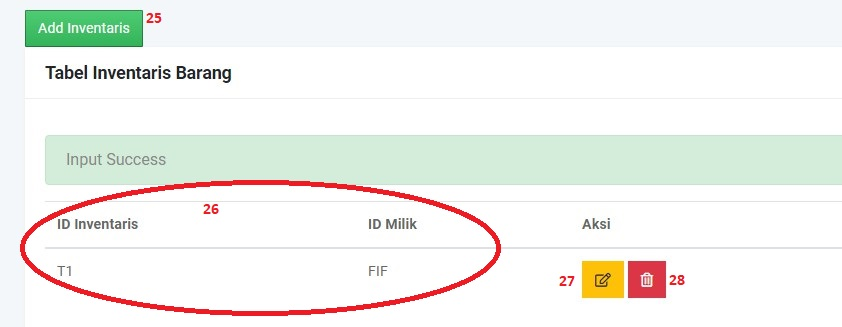 Add Inventaris 25
Tabel Inventaris Barang
Input Success
26
ID Inventaris ID Milik Aksi
T1 FIF 27 28